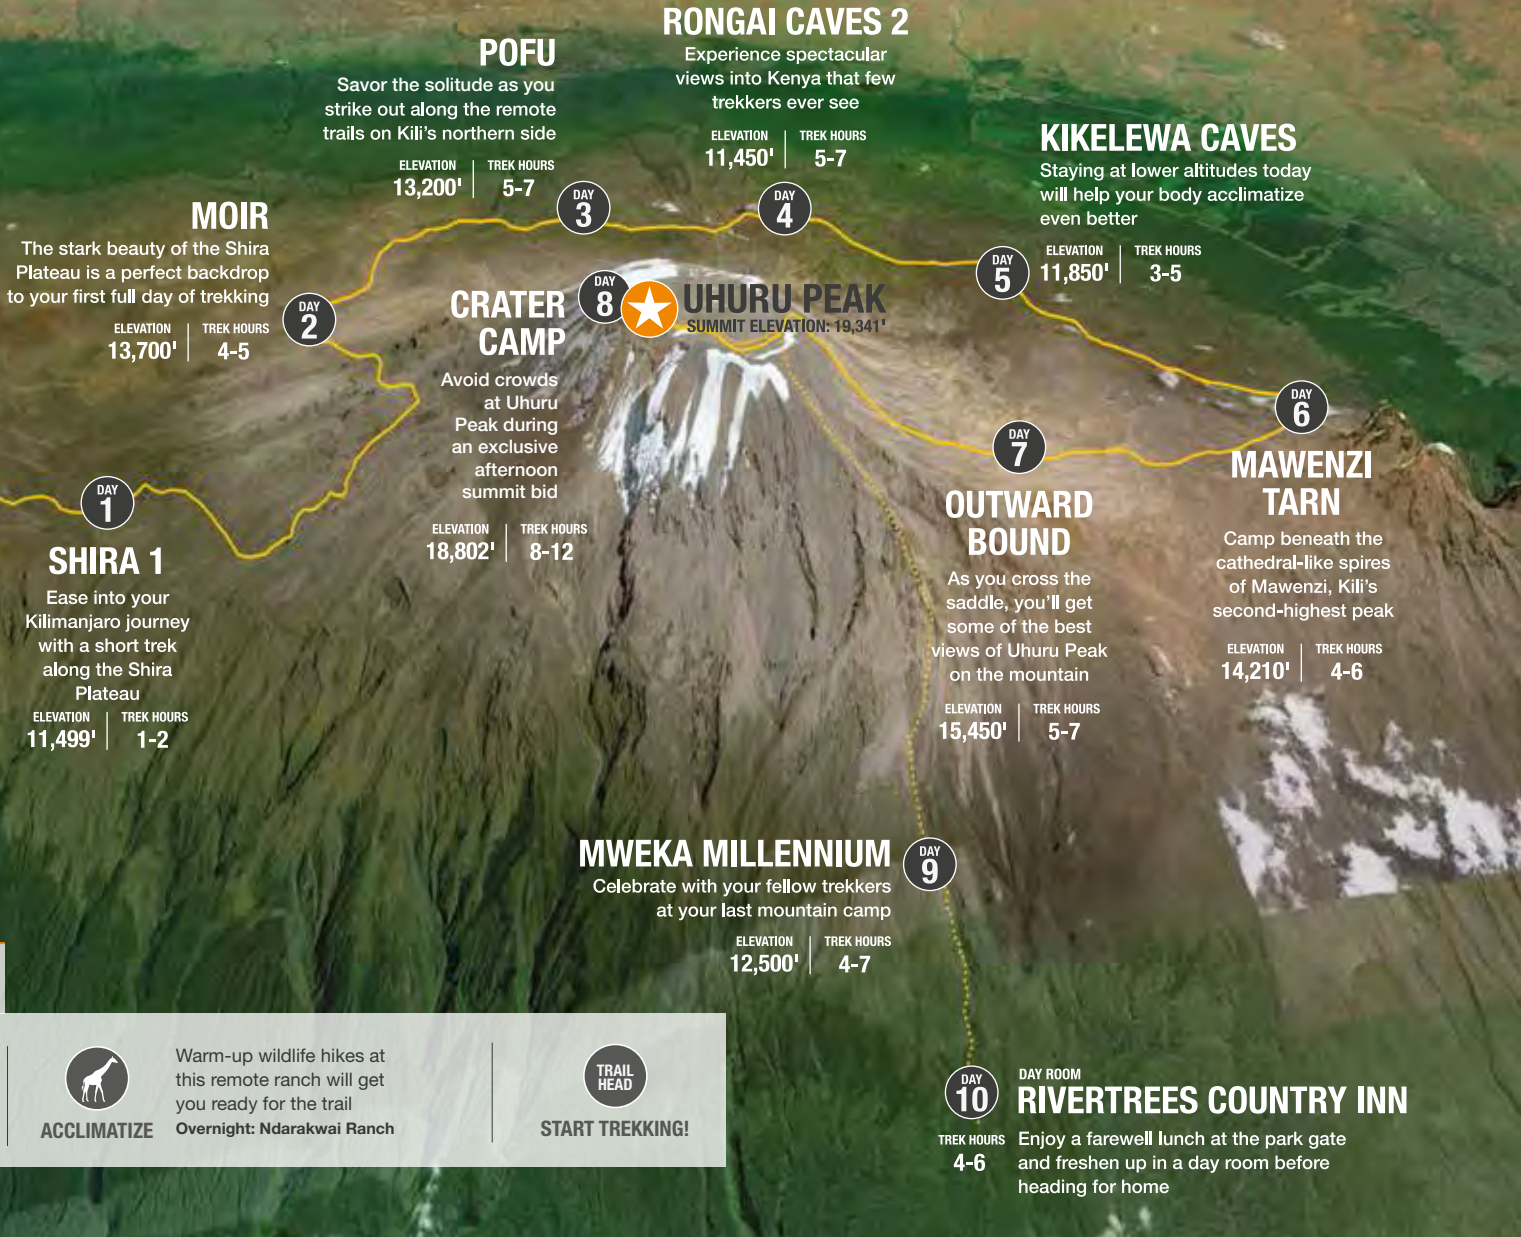 DAY
1
SHIRA 1
Ease into your
Kilimanjaro journey
with a short trek
along the Shira
Plateau
ELEVATION
11,499'
TREK HOURS
1-2
MOIR
The stark beauty of the Shira
Plateau is a perfect backdrop
to your first full day of trekking
ELEVATION
13,700'
TREK HOURS
4-5
DAY
2
POFU
Savor the solitude as you
strike out along the remote
trails on Kili's northern side
ELEVATION
13,200'
TREK HOURS
5-7
DAY
3
RONGAI CAVES 2
Experience spectacular
views into Kenya that few
trekkers ever see
ELEVATION
11,450'
TREK HOURS
5-7
DAY
4
KIKELEWA CAVES
Staying at lower altitudes today
will help your body acclimatize
even better
ELEVATION
11,850'
TREK HOURS
3-5
DAY
5
DAY
6
MAWENZI
TARN
Camp beneath the
cathedral-like spires
of Mawenzi, Kili's
second-highest peak
ELEVATION
14,210'
TREK HOURS
4-6
DAY
7
OUTWARD
BOUND
As you cross the
saddle, you'll get
some of the best
views of Uhuru Peak
on the mountain
ELEVATION
15,450'
TREK HOURS
5-7
DAY
8
CRATER
CAMP
Avoid crowds
at Uhuru
Peak during
an exclusive
afternoon
summit bid
ELEVATION
18,802'
TREK HOURS
8-12
UHURU PEAK
SUMMIT ELEVATION: 19,341'
MWEKA MILLENNIUM
Celebrate with your fellow trekkers
at your last mountain camp
ELEVATION
12,500'
TREK HOURS
4-7
DAY
9
DAY
10
DAY ROOM
RIVERTREES COUNTRY INN
TREK HOURS
4-6
Enjoy a farewell lunch at the park gate
and freshen up in a day room before
heading for home
ACCLIMATIZE
Warm-up wildlife hikes at
this remote ranch will get
you ready for the trail
Overnight: Ndarakwai Ranch
TRAIL
HEAD
START TREKKING!